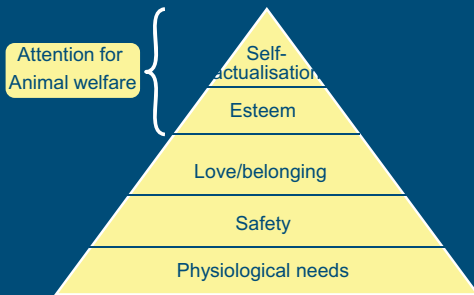 Attention for
Animal welfare
Self-
actualisation
Esteem
Love/belonging
Safety
Physiological needs